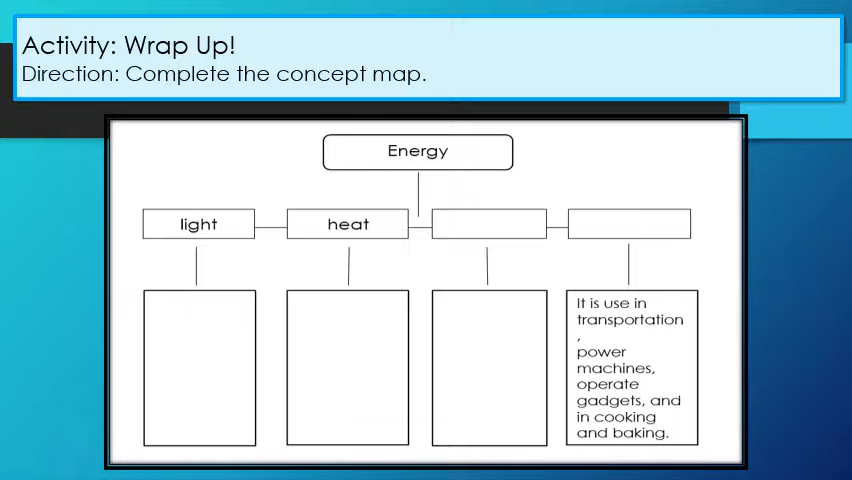 Activity: Wrap Up!
Direction: Complete the concept map.
Energy
light
heat
It is use in
transportation
,
power
machines,
operate
gadgets, and
in cooking
and baking.